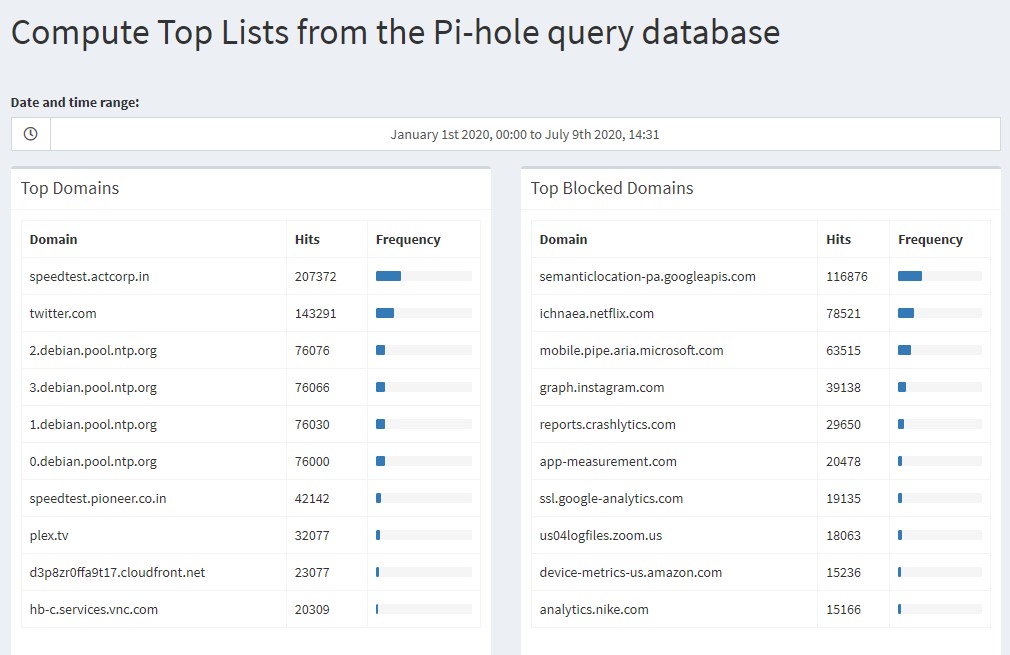 Compute Top Lists from the Pi-hole query database
Date and time range:
January 1st 2020, 00:00 to July 9th 2020, 14:31
Top Domains
Domain Hits Frequency
speedtest.actcorp.in 207372
twitter.com 143291
2.debian.pool.ntp.org 76076
3.debian.pool.ntp.org 76066
1.debian.pool.ntp.org 76030
0.debian.pool.ntp.org 76000
speedtest.pioneer.co.in 42142
plex.tv 32077
d3p8zr0ffa9t17.cloudfront.net 23077
hb-c.services.vnc.com 20309
Top Blocked Domains
Domain Hits Frequency
semanticlocation-pa.googleapis.com 116876
ichnaea.netflix.com 78521
mobile.pipe.aria.microsoft.com 63515
graph.instagram.com 39138
reports.crashlytics.com 29650
app-measurement.com 20478
ssl.google-analytics.com 19135
us04logfiles.zoom.us 18063
device-metrics-us.amazon.com 15236
analytics.nike.com 15166